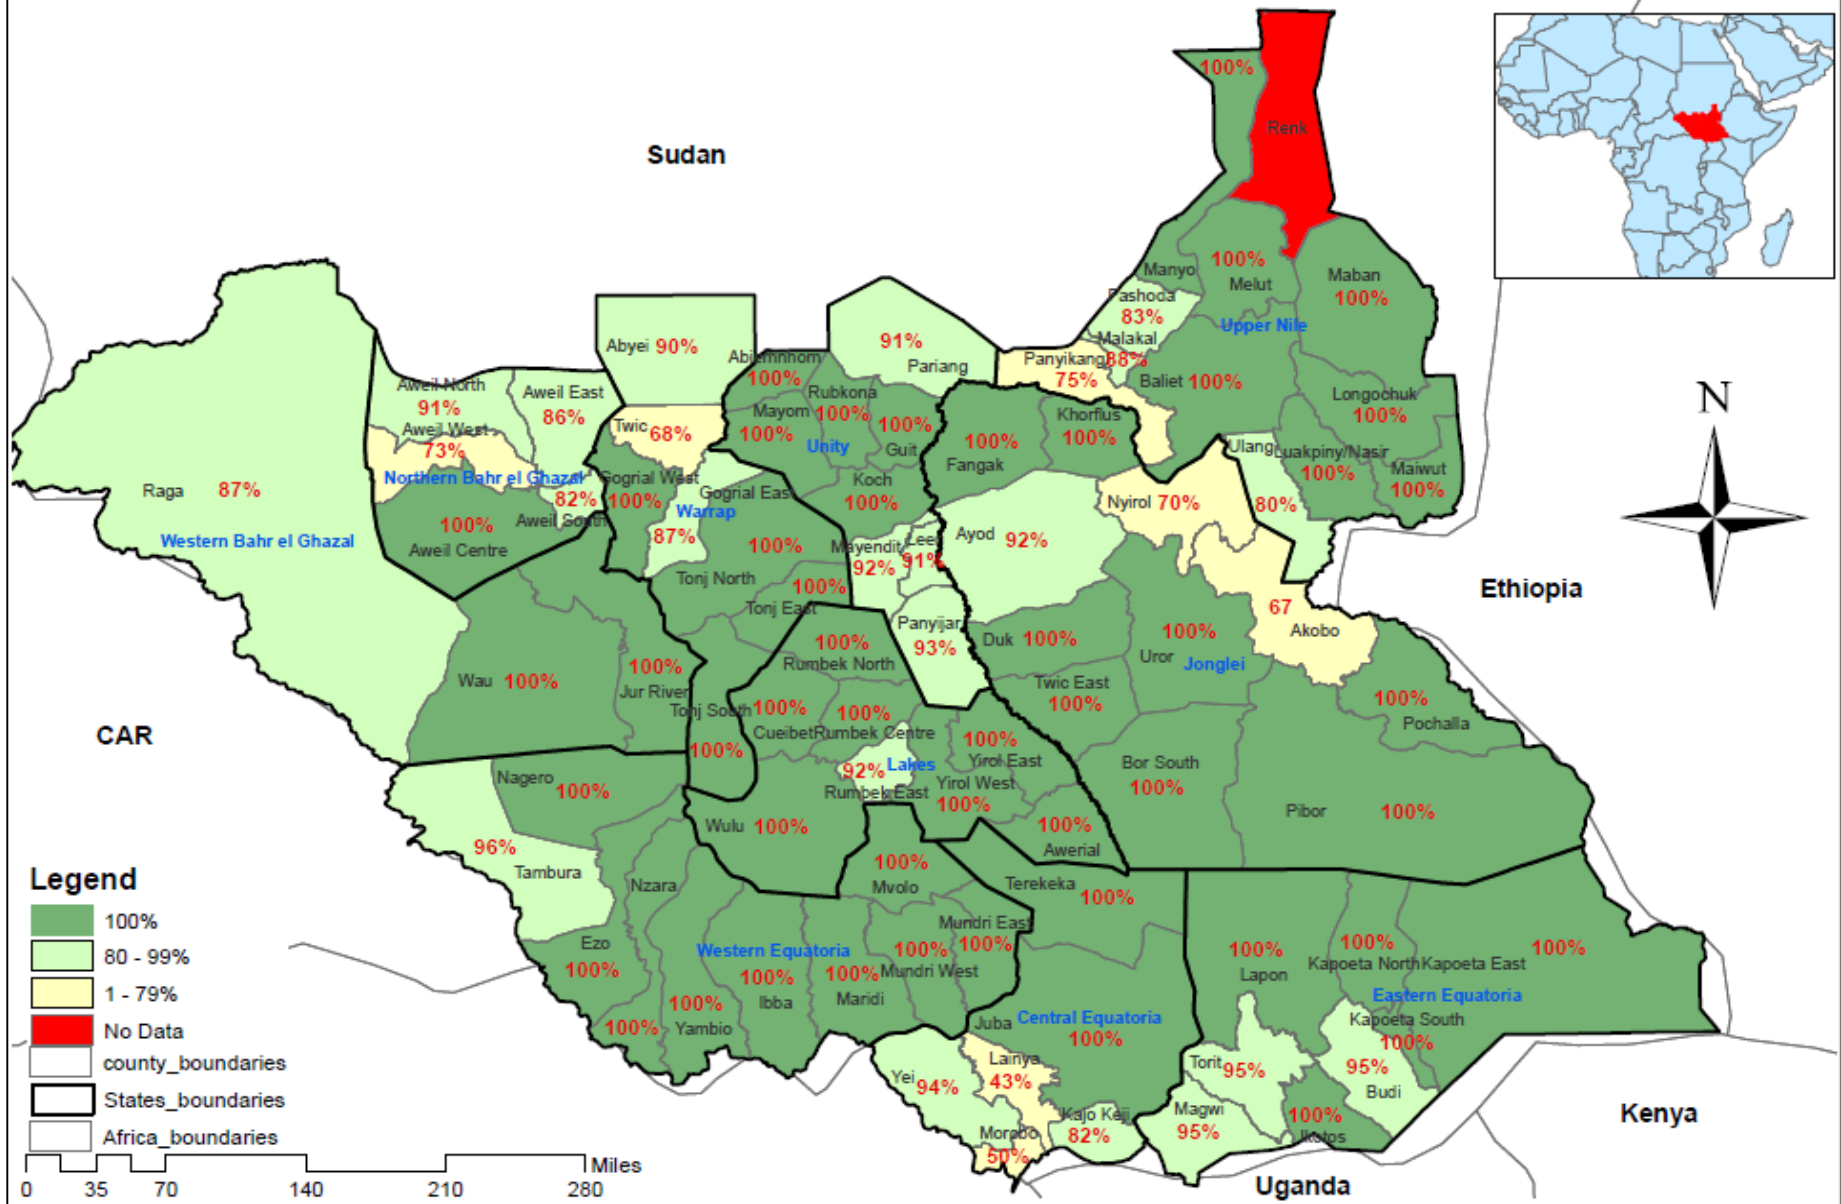 100%
Renk
Sudan
100%
Manyo
Melut
Maban
100%
Pashoda
83%
Upper Nile
Malakal
88%
Abyei 90%
91%
Pariang
Panyikang
75%
Baliet 100%
Abiemnhom
100%
Aweil North
91%
Aweil East
86%
Rubkona
100%
Longochuk
100%
Mayom
100%
100%
Guit
Khorflus
100%
Aweil West
73%
Twic 68%
Unity
100%
Fangak
Ulang
80%
Luakpiny/Nasir
100%
Maiwut
100%
Raga 87%
Northern Bahr el Ghazal
82%
Aweil South
Gogrial West
100%
Gogrial East
87%
Warrap
Koch
100%
Nyirol 70%
N
Western Bahr el Ghazal
100%
Aweil Centre
100%
Tonj North
Mayendit
92%
Leer
91%
Ayod 92%
100%
Tonj East
Ethiopia
67
Akobo
Panyijar
93%
Duk 100%
100%
Uror
Jonglei
100%
Rumbek North
Wau 100%
100%
Jur River
Twic East
100%
100%
Pochalla
Tonj South
100%
100%
Cueibet
100%
Rumbek Centre
CAR
100%
Yirol East
92%
Lakes
Rumbek East
Yirol West
100%
Bor South
100%
Nagero
100%
Pibor 100%
Wulu 100%
100%
Awerial
96%
Tambura
100%
Mvolo
Terekeka
100%
Nzara
Mundri East
100%
Ezo
100%
Western Equatoria
100%
Ibba
100%
Maridi
100%
Mundri West
100%
Lapon
100%
Kapoeta North
Kapoeta East
100%
Eastern Equatoria
100%
100%
Yambio
Juba
Central Equatoria
100%
Kapoeta South
100%
Yei 94%
Lainya
43%
Torit 95%
95%
Budi
Kajo Keji
82%
Magwi
95%
100%
Ikotos
Morobo
50%
Kenya
Uganda
Legend
100%
80 - 99%
1 - 79%
No Data
county_boundaries
States_boundaries
Africa_boundaries
Miles
0 35 70 140 210 280